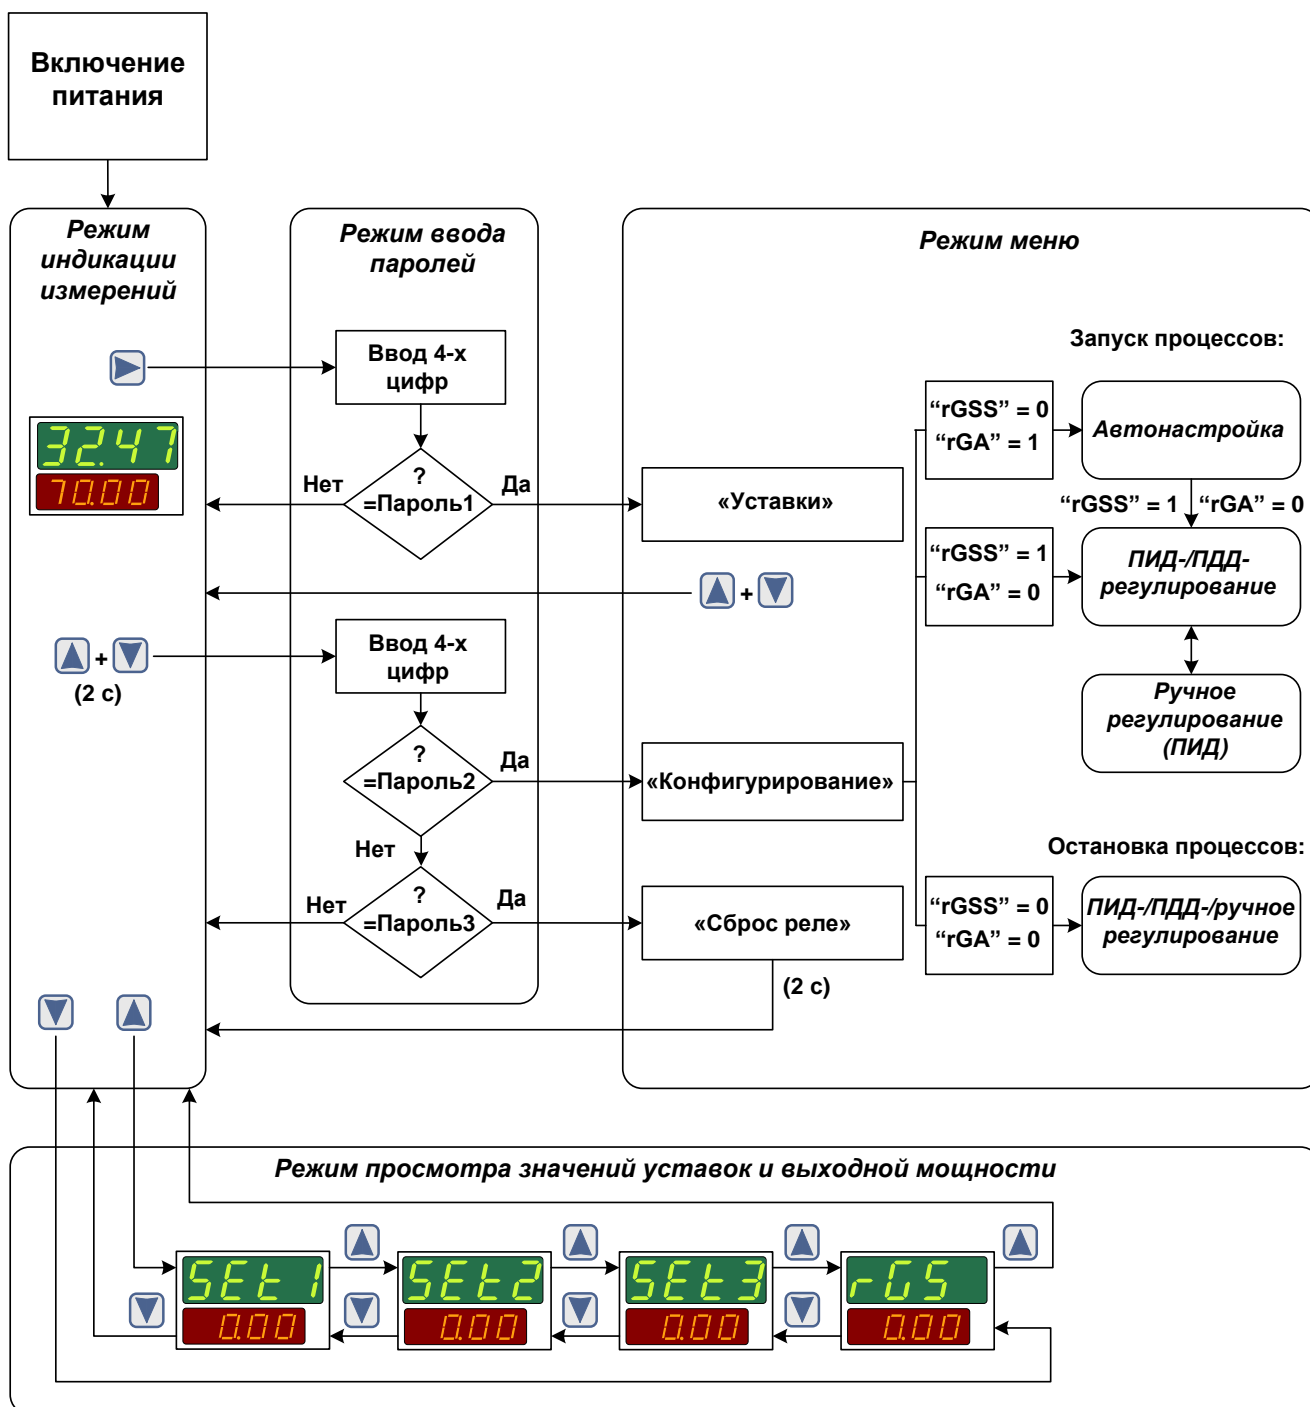 Включение
питания
Режим
индикации
измерений
Режим ввода
паролей
Режим меню
Запуск процессов:
Ввод 4-х
цифр
“rGSS” = 0
“rGA” = 1
Автонастройка
32.47
70.00
?
=Пароль1
Нет
Да
«Уставки»
“rGSS” = 1
“rGA” = 0
“rGSS” = 1
“rGA” = 0
ПИД-/ПДД-
регулирование
+
+
(2 с)
Ввод 4-х
цифр
Ручное
регулирование
(ПИД)
?
=Пароль2
Да
«Конфигурирование»
Нет
Остановка процессов:
?
=Пароль3
Нет
Да
«Сброс реле»
(2 с)
“rGSS” = 0
“rGA” = 0
ПИД-/ПДД-/ручное
регулирование
Режим просмотра значений уставок и выходной мощности
SEt1
0.00
SEt2
0.00
SEt3
0.00
rGS
0.00